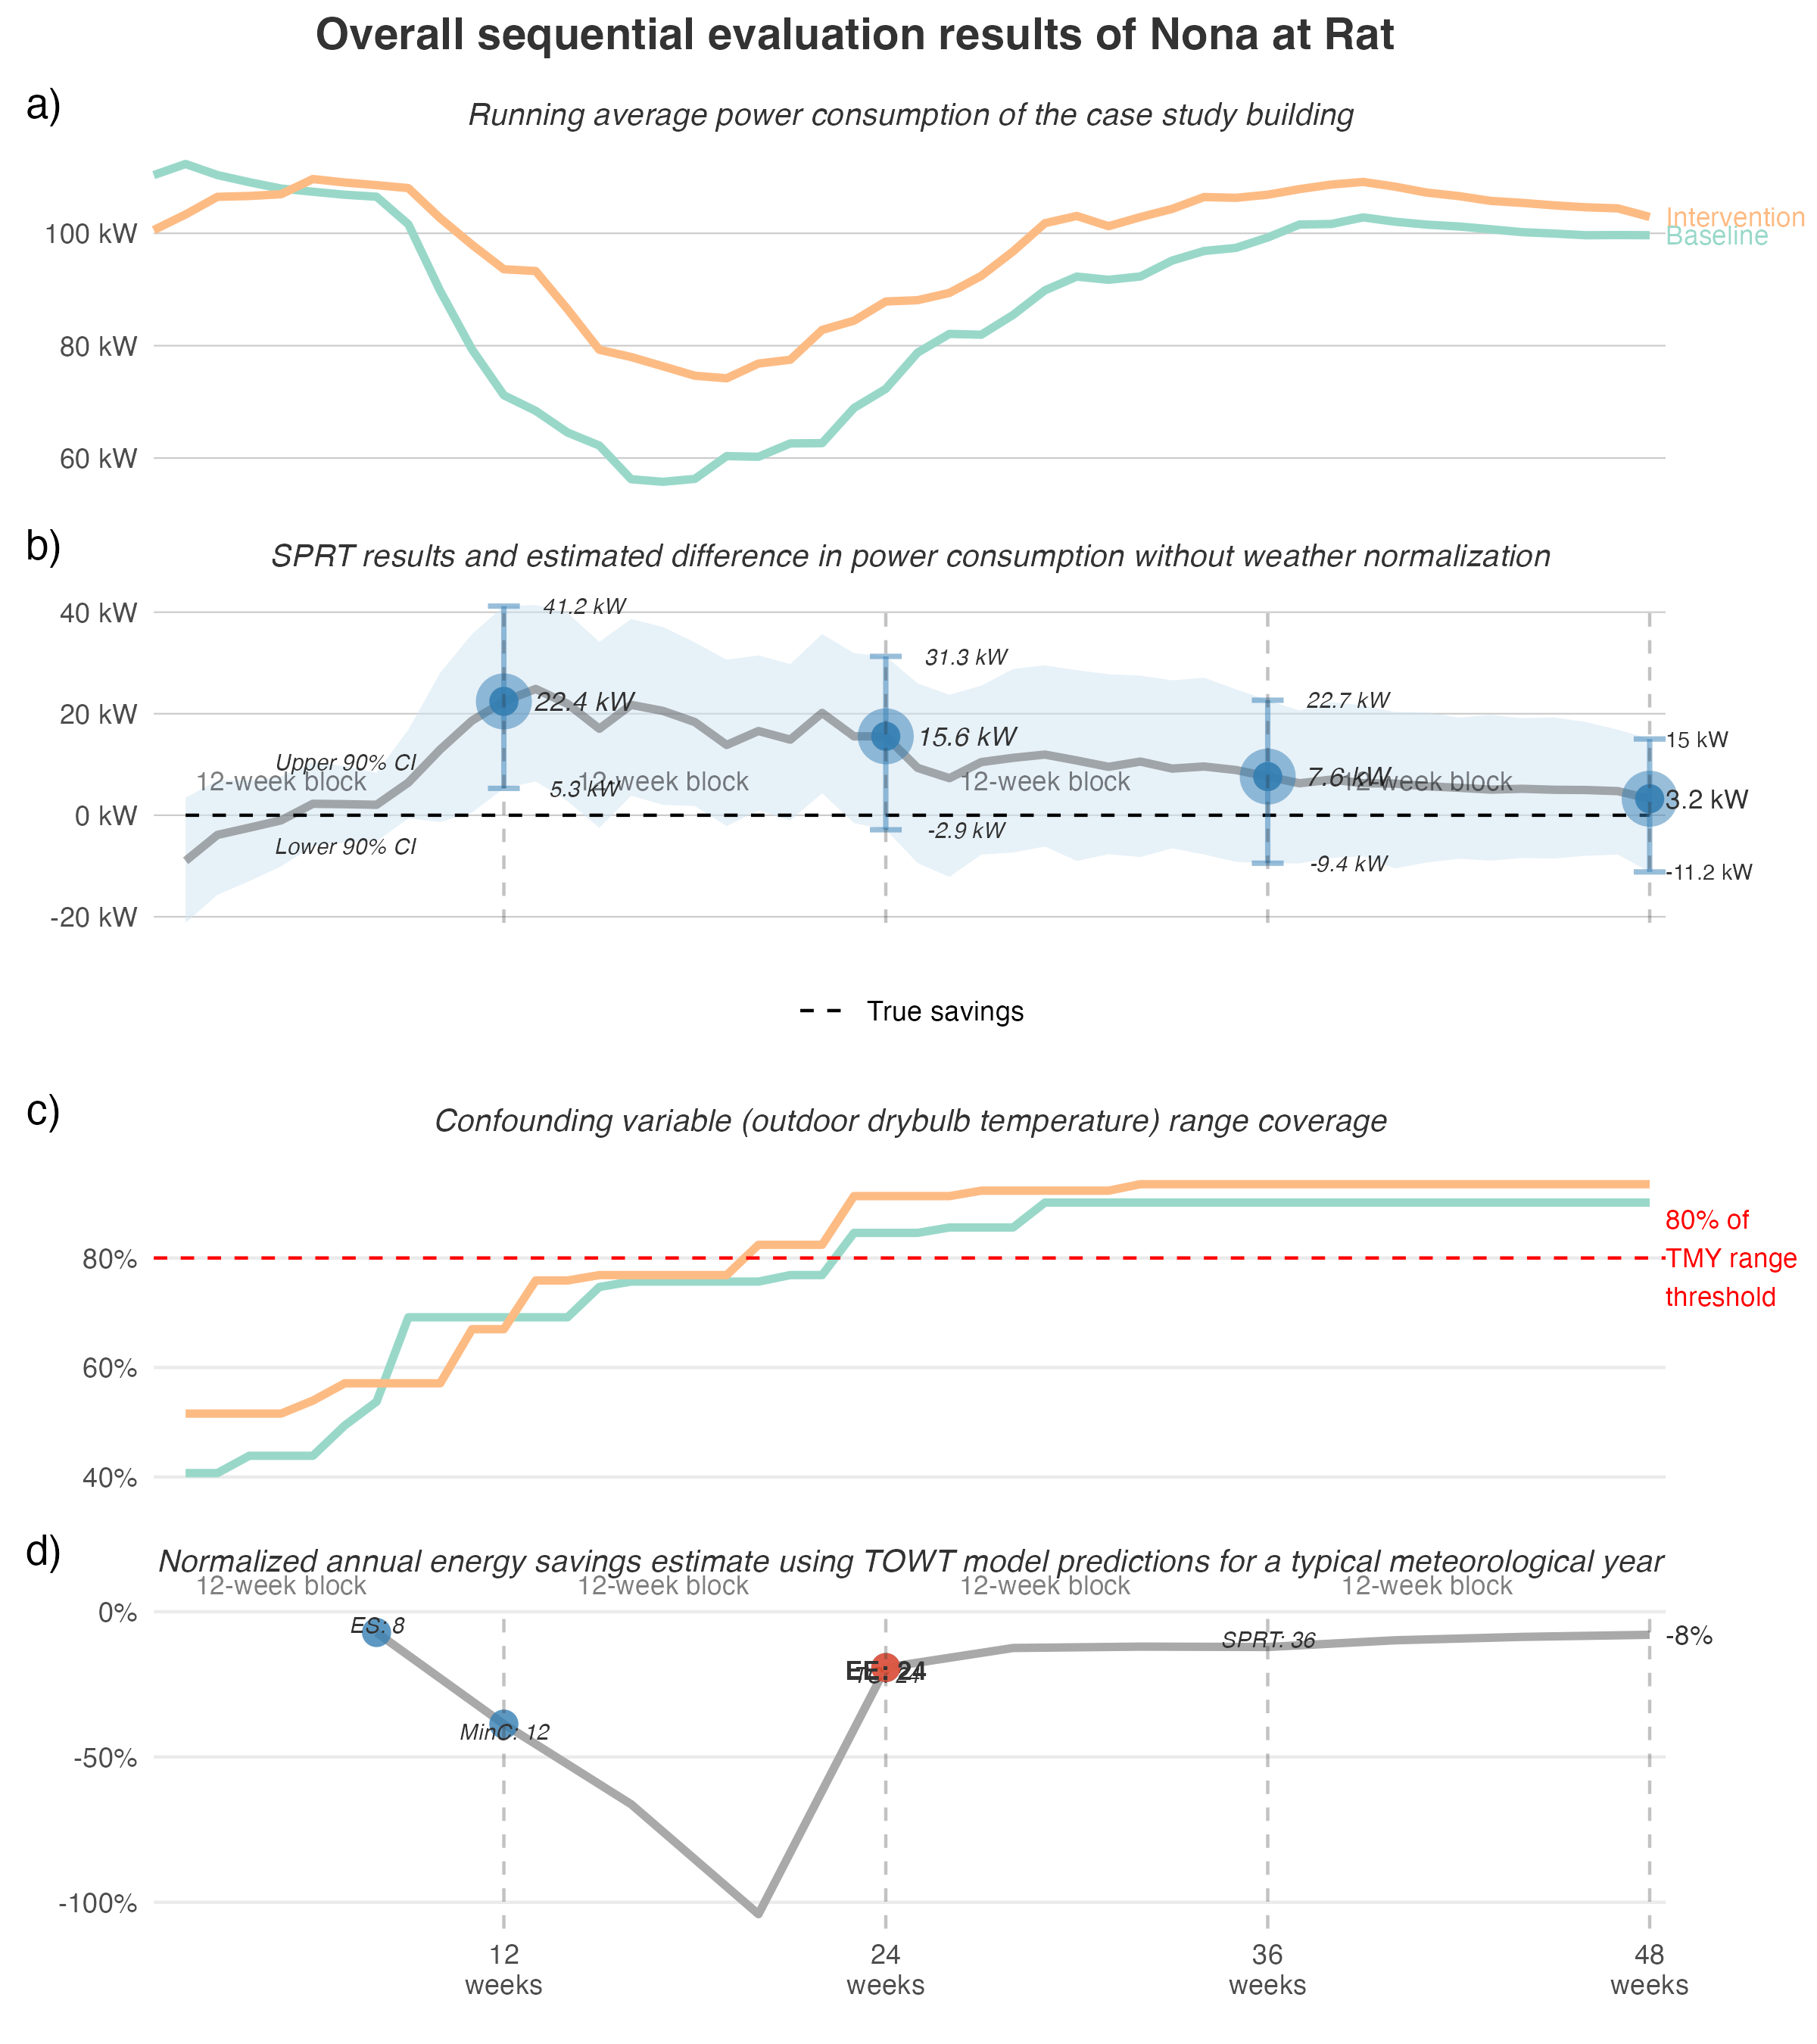 Overall sequential evaluation results of Nona at Rat
a)
Running average power consumption of the case study building
100 kW
80 kW
60 kW
Intervention
Baseline
b)
SPRT results and estimated difference in power consumption without weather normalization
40 kW
20 kW
0 kW
-20 kW
41.2 kW
22.4 kW
5.3 kW
31.3 kW
15.6 kW
-2.9 kW
22.7 kW
7.6 kW
-9.4 kW
15 kW
3.2 kW
-11.2 kW
Upper 90% CI
Lower 90% CI
12-week block
12-week block
12-week block
12-week block
True savings
c)
Confounding variable (outdoor drybulb temperature) range coverage
80%
60%
40%
80% of
TMY range
threshold
d)
Normalized annual energy savings estimate using TOWT model predictions for a typical meteorological year
12-week block
12-week block
12-week block
12-week block
0%
-50%
-100%
ES: 8
MinC: 12
EE: 24
SPRT: 36
-8%
12
weeks
24
weeks
36
weeks
48
weeks